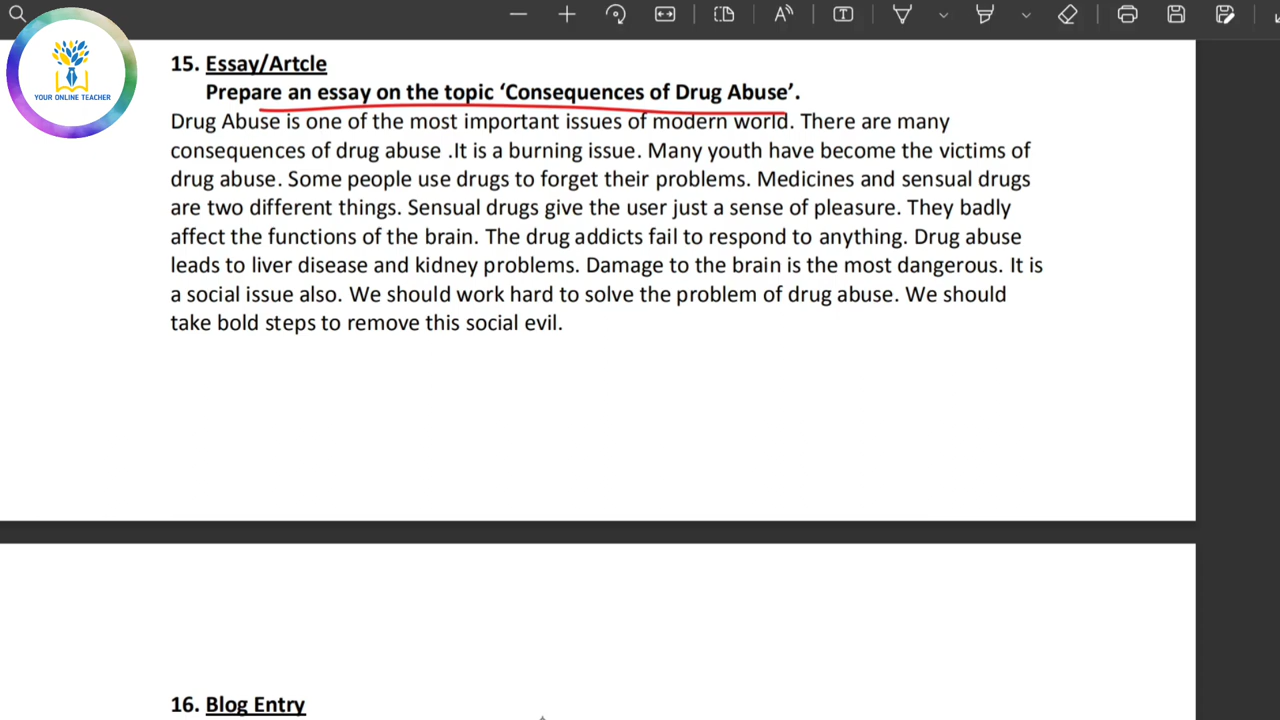 YOUR ONLINE TEACHER
15. Essay/Artcle
Prepare an essay on the topic ‘Consequences of Drug Abuse’.
Drug Abuse is one of the most important issues of modern world. There are many
consequences of drug abuse .It is a burning issue. Many youth have become the victims of
drug abuse. Some people use drugs to forget their problems. Medicines and sensual drugs
are two different things. Sensual drugs give the user just a sense of pleasure. They badly
affect the functions of the brain. The drug addicts fail to respond to anything. Drug abuse
leads to liver disease and kidney problems. Damage to the brain is the most dangerous. It is
a social issue also. We should work hard to solve the problem of drug abuse. We should
take bold steps to remove this social evil.
16. Blog Entry